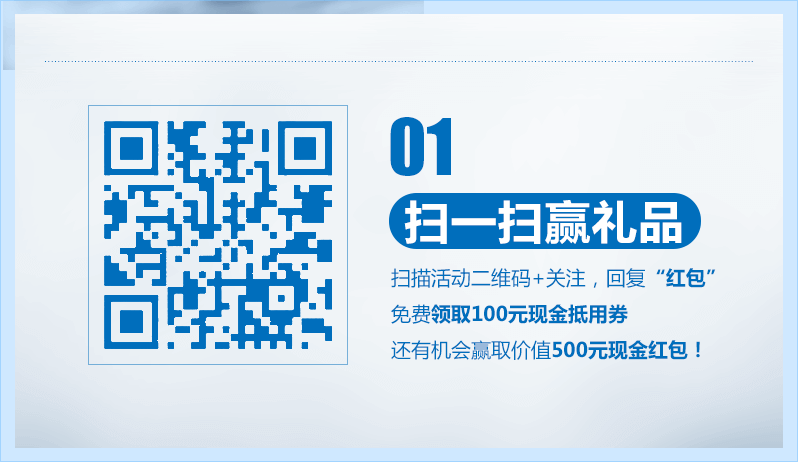 01
扫一扫赢礼品
扫描活动二维码+关注，回复“红包”
免费领取100元现金抵用券
还有机会赢取价值500元现金红包！